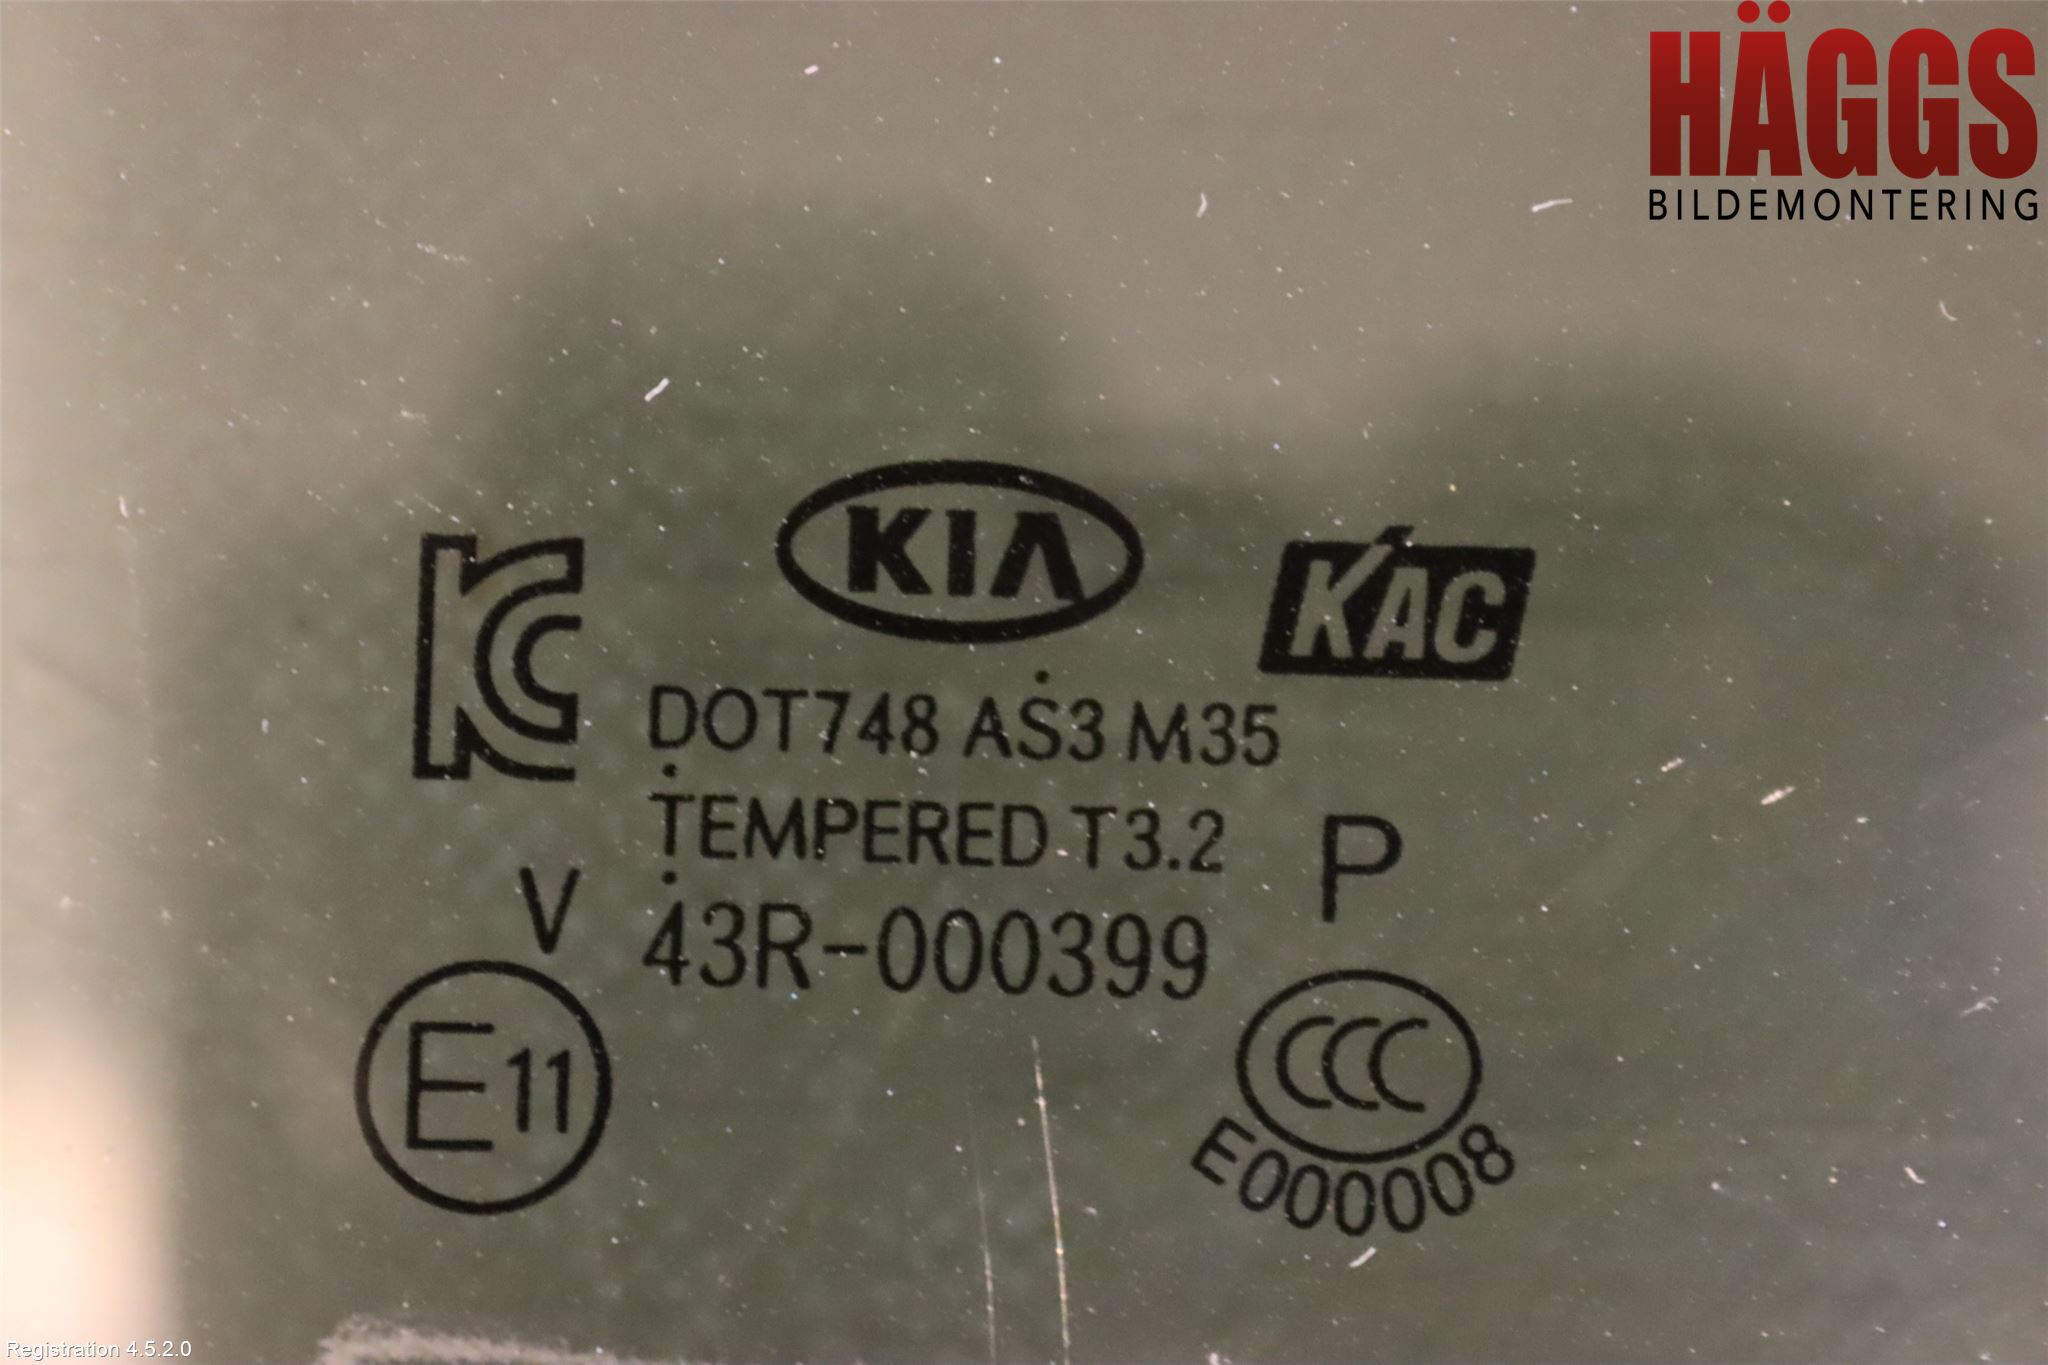 HÄGGS
BILDEMONTERING
KC
KIA
KAC
DOT748 AS3 M35
TEMPERED T3.2
V
P
43R-000399
E11
CCC
E000008
Registration 4.5.2.0